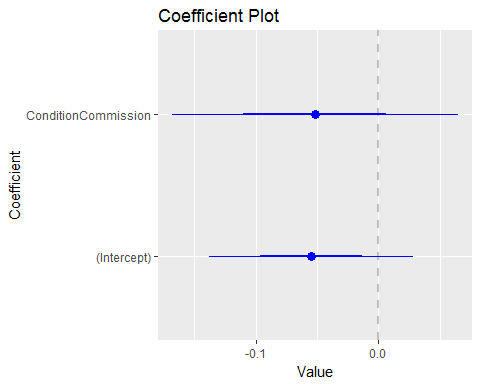 Coefficient Plot
ConditionCommission
(Intercept)
Coefficient
-0.1
0.0
Value